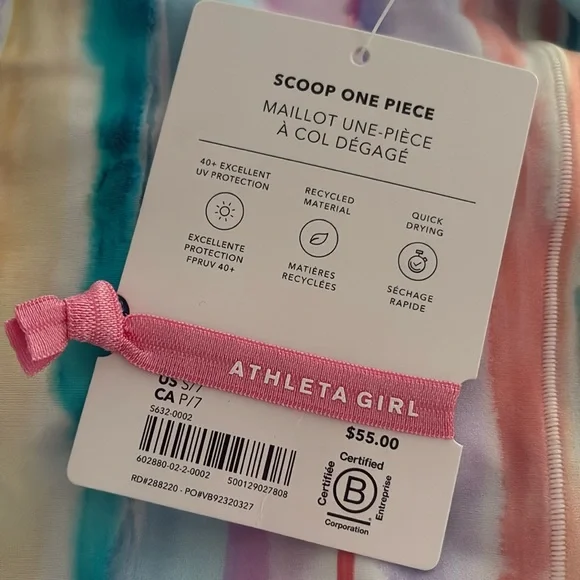 SCOOP ONE PIECE
MAILLOT UNE-PIÈCE
À COL DÉGAGÉ
40+ EXCELLENT
UV PROTECTION
EXCELLENTE
PROTECTION
FPRUV 40+
RECYCLED
MATERIAL
MATIÈRES
RECYCLÉES
QUICK
DRYING
SÉCHAGE
RAPIDE
ATHLETA GIRL
US S/7
CA P/7
S632-0002
602880-02-2-0002 500129027808
RD#288220 - PO#VB92320327
$55.00
Certified
Certifiée
B
Entreprise
Corporation